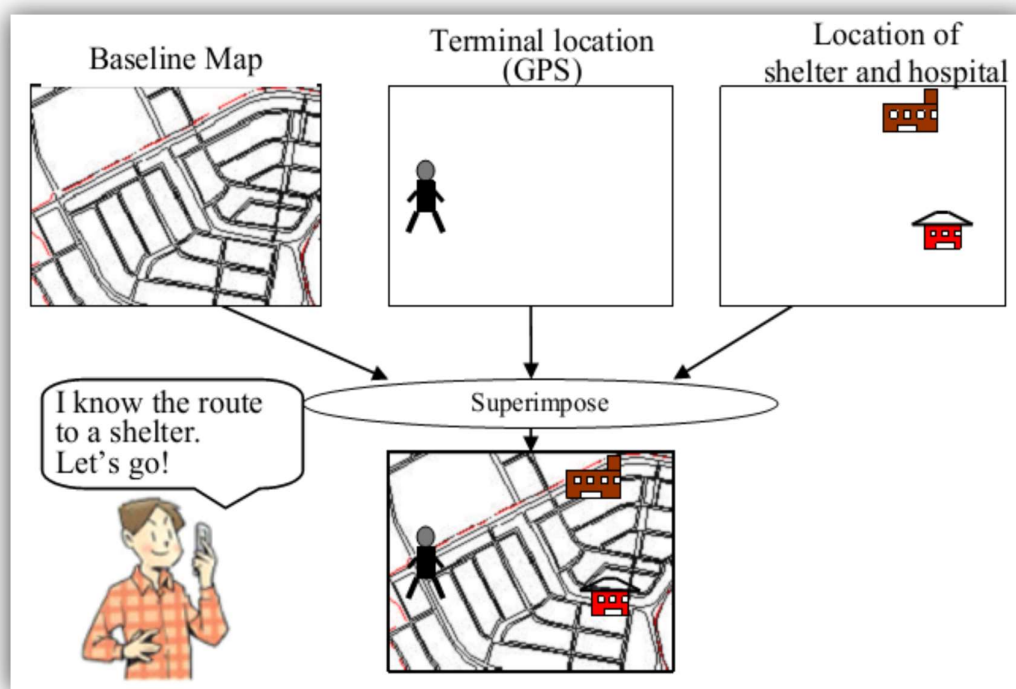 Baseline Map
Terminal location
(GPS)
Location of
shelter and hospital
Superimpose
I know the route
to a shelter.
Let's go!